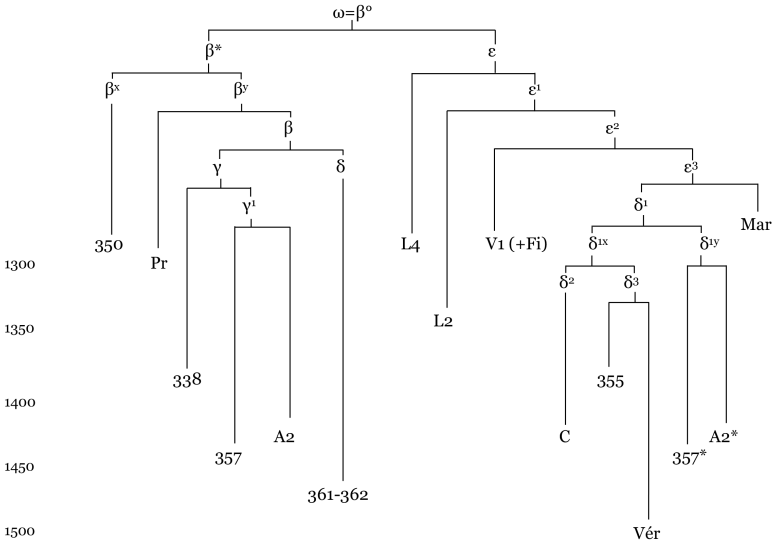 ω=β°
β* ε
βˣ βʸ ε¹
β ε²
γ δ ε³
γ¹ δ¹
Mar
350 L4 V1 (+Fi) δ¹ˣ δ¹ʸ
1300 Pr
δ² δ³
L2
1350
338 355
1400
A2 C A2*
357 357*
1450
361-362
1500 Vér